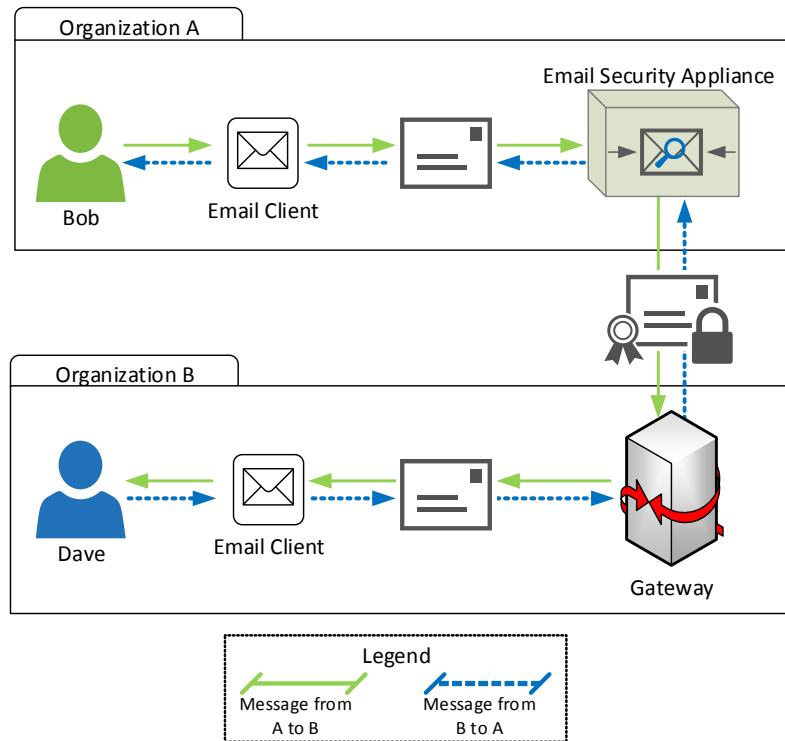 Organization A
Email Security Appliance
Bob
Email Client
Organization B
Dave
Email Client
Gateway
Legend
Message from
A to B
Message from
B to A